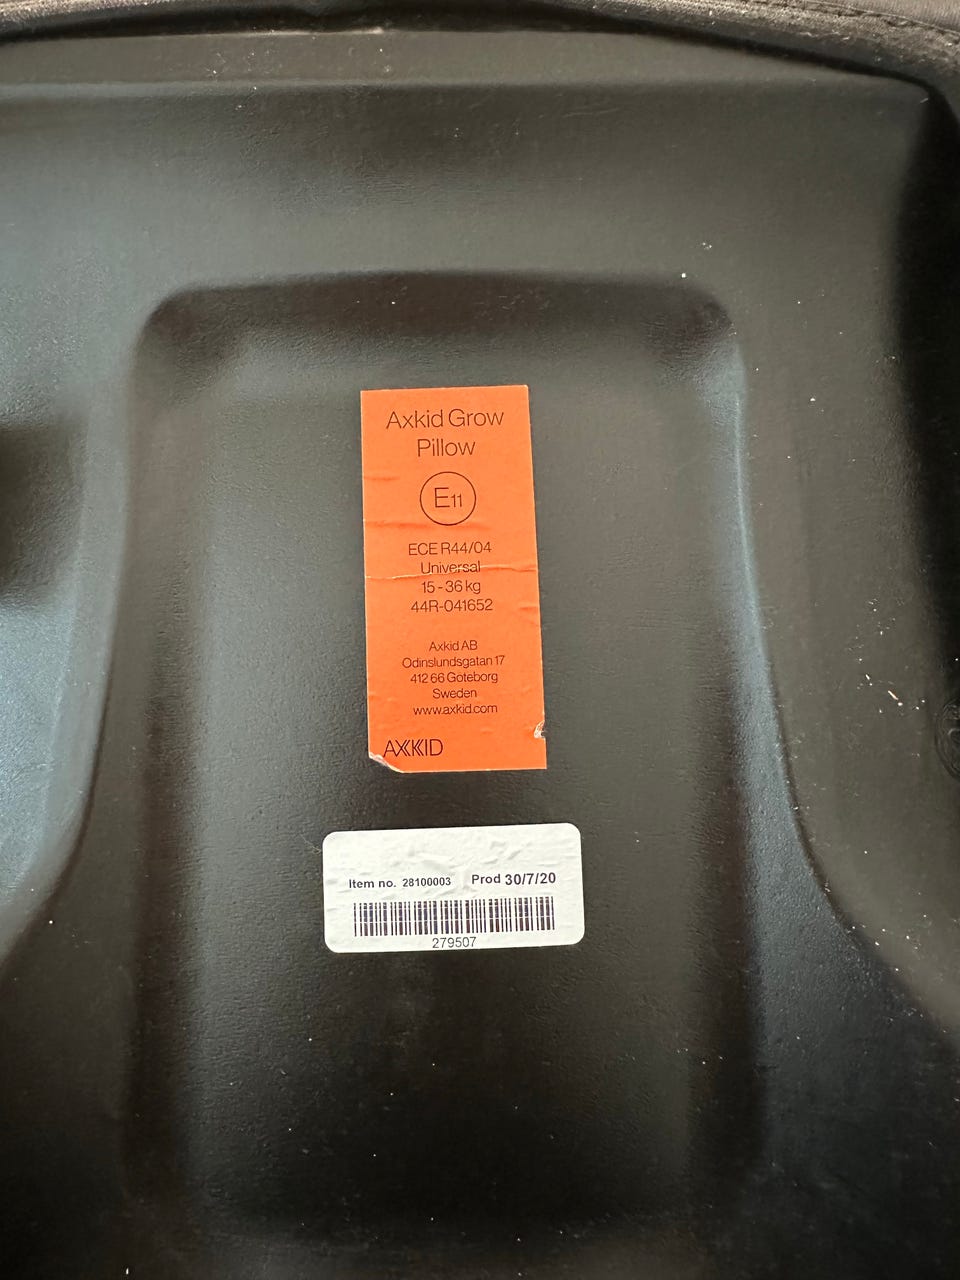 Axkid Grow
Pillow
E11
ECE R44/04
Universal
15 - 36 kg
44R-041652
Axkid AB
Odinslundsgatan 17
412 66 Goteborg
Sweden
www.axkid.com
AXKID
Item no. 28100003 Prod 30/7/20
279507